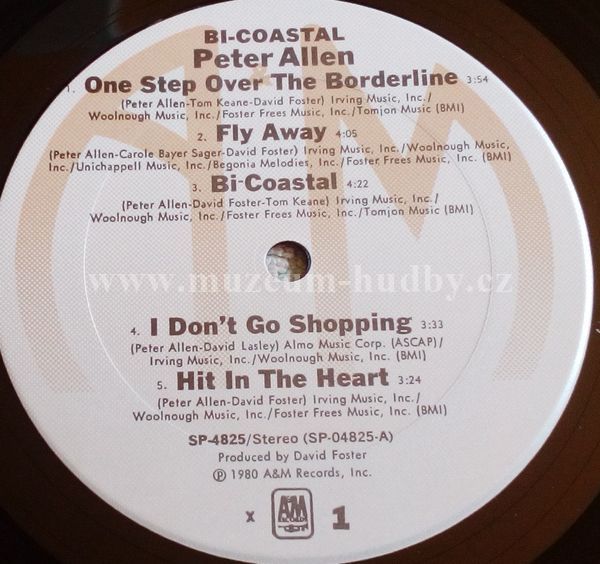 BI-COASTAL
Peter Allen
1. One Step Over The Borderline 3:54
(Peter Allen-Tom Keane-David Foster) Irving Music, Inc./
Woolnough Music, Inc./Foster Frees Music, Inc./Tomjon Music (BMI)
2. Fly Away 4:05
(Peter Allen-Carole Bayer Sager-David Foster) Irving Music, Inc./Woolnough Music,
Inc./Unichappell Music, Inc./Begonia Melodies, Inc./Foster Frees Music, Inc. (BMI)
3. Bi-Coastal 4:22
(Peter Allen-David Foster-Tom Keane) Irving Music, Inc./
Woolnough Music, Inc./Foster Frees Music, Inc./Tomjon Music (BMI)
www.muzeum-hudby.cz
4. I Don't Go Shopping 3:33
(Peter Allen-David Lasley) Almo Music Corp. (ASCAP)/
Irving Music, Inc./Woolnough Music, Inc. (BMI)
5. Hit In The Heart 3:24
(Peter Allen-David Foster) Irving Music, Inc./
Woolnough Music, Inc./Foster Frees Music, Inc. (BMI)
SP-4825/Stereo (SP-04825-A)
Produced by David Foster
℗ 1980 A&M Records, Inc.
x A&M RECORDS 1